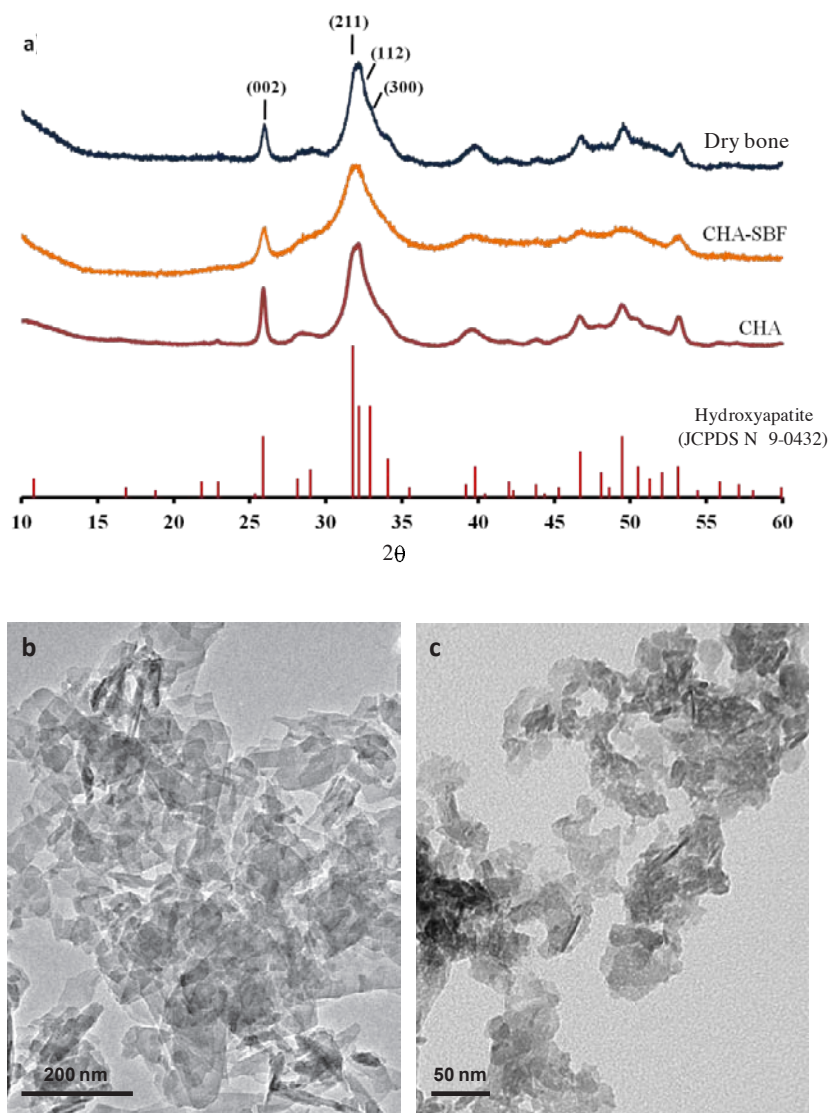 a
(211)
(112)
(300)
(002)
Dry bone
CHA-SBF
CHA
Hydroxyapatite
(JCPDS N 9-0432)
10 15 20 25 30 35 40 45 50 55 60
2θ
b
c
200 nm
50 nm